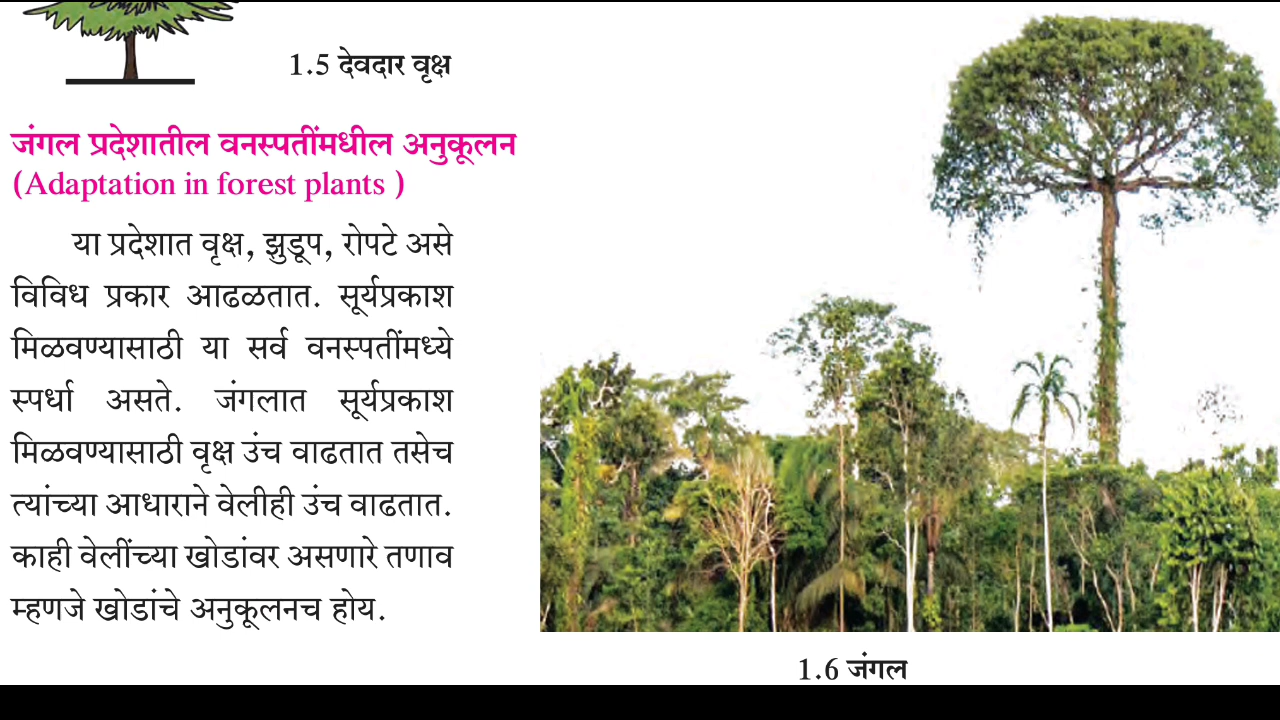 1.5 देवदार वृक्ष
जंगल प्रदेशातील वनस्पतींमधील अनुकूलन
(Adaptation in forest plants )
या प्रदेशात वृक्ष, झुडूप, रोपटे असे
विविध प्रकार आढळतात. सूर्यप्रकाश
मिळवण्यासाठी या सर्व वनस्पतींमध्ये
स्पर्धा असते. जंगलात सूर्यप्रकाश
मिळवण्यासाठी वृक्ष उंच वाढतात तसेच
त्यांच्या आधाराने वेलीही उंच वाढतात.
काही वेलींच्या खोडांवर असणारे तणाव
म्हणजे खोडांचे अनुकूलनच होय.
1.6 जंगल